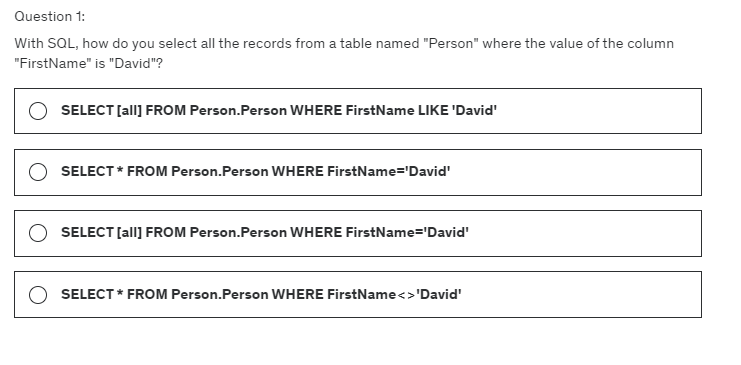 Question 1:
With SQL, how do you select all the records from a table named "Person" where the value of the column
"FirstName" is "David"?
SELECT [all] FROM Person.Person WHERE FirstName LIKE 'David'
SELECT * FROM Person.Person WHERE FirstName='David'
SELECT [all] FROM Person.Person WHERE FirstName='David'
SELECT * FROM Person.Person WHERE FirstName<>'David'